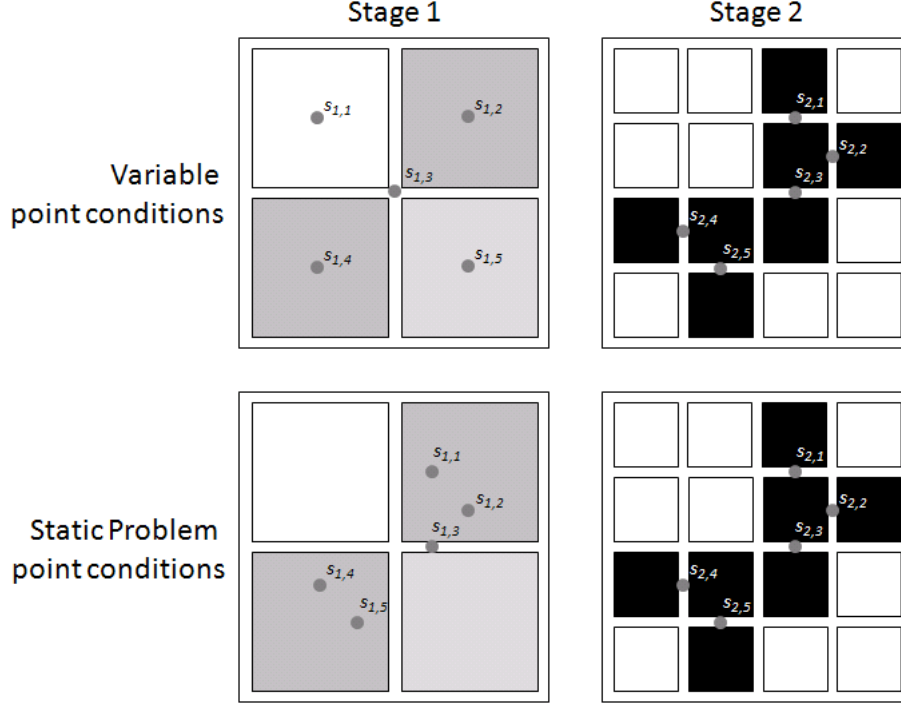 Stage 1
Stage 2
Variable
point conditions
s1,1
s1,2
s1,3
s1,4
s1,5
s2,1
s2,2
s2,3
s2,4
s2,5
Static Problem
point conditions
s1,1
s1,2
s1,3
s1,4
s1,5
s2,1
s2,2
s2,3
s2,4
s2,5